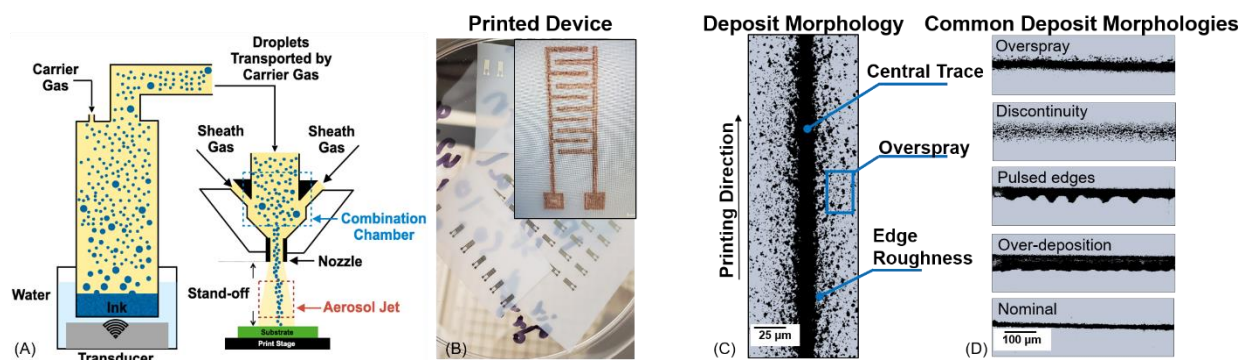 Droplets
Transported by
Carrier Gas
Carrier
Gas
Sheath
Gas
Sheath
Gas
Combination
Chamber
Nozzle
Stand-off
Aerosol Jet
Water
Ink
Transducer
Substrate
Print Stage
(A)
Printed Device
(B)
Deposit Morphology
Printing Direction
Central Trace
Overspray
Edge
Roughness
25 µm
(C)
Common Deposit Morphologies
Overspray
Discontinuity
Pulsed edges
Over-deposition
Nominal
100 µm
(D)